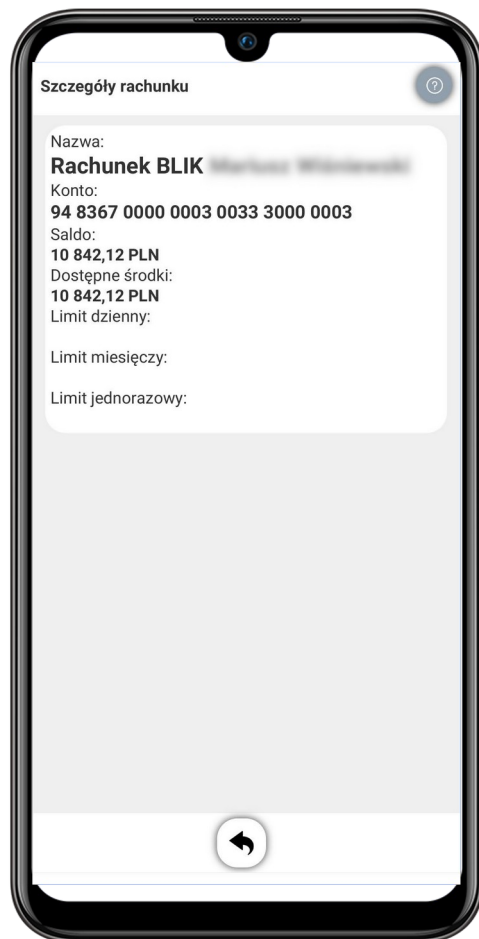 Szczegóły rachunku
Nazwa:
Rachunek BLIK
Konto:
94 8367 0000 0003 0033 3000 0003
Saldo:
10 842,12 PLN
Dostępne środki:
10 842,12 PLN
Limit dzienny:
Limit miesięczy:
Limit jednorazowy: